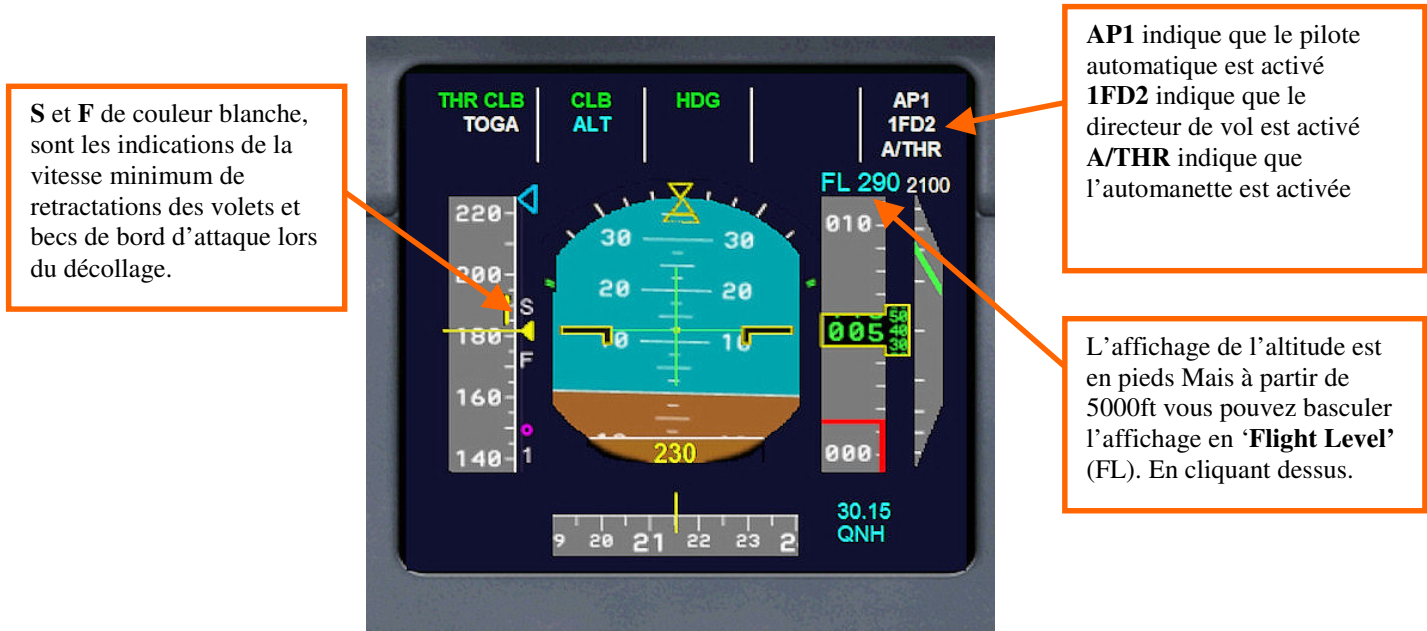 S et F de couleur blanche,
sont les indications de la
vitesse minimum de
retractations des volets et
becs de bord d’attaque lors
du décollage.
THR CLB CLB HDG AP1
TOGA ALT 1FD2
A/THR
FL 290 2100
220
200
S
180
F
160
140 1
30 30
20 20
10
230
010
005 50
40
30
000
30.15
QNH
9 20 21 22 23 2
AP1 indique que le pilote
automatique est activé
1FD2 indique que le
directeur de vol est activé
A/THR indique que
l’automanette est activée
L’affichage de l’altitude est
en pieds Mais à partir de
5000ft vous pouvez basculer
l’affichage en ‘Flight Level’
(FL). En cliquant dessus.